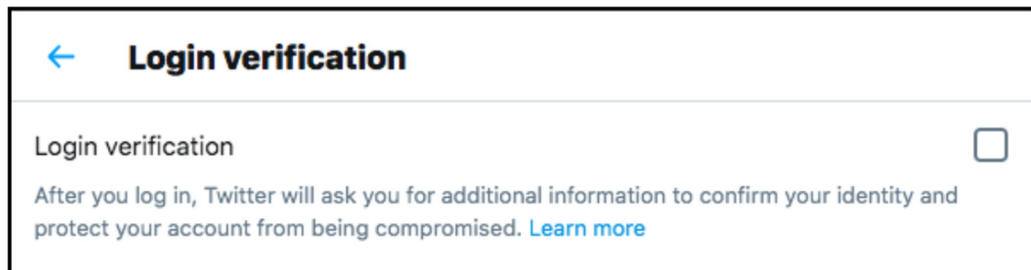 Login verification
Login verification
After you log in, Twitter will ask you for additional information to confirm your identity and
protect your account from being compromised. Learn more